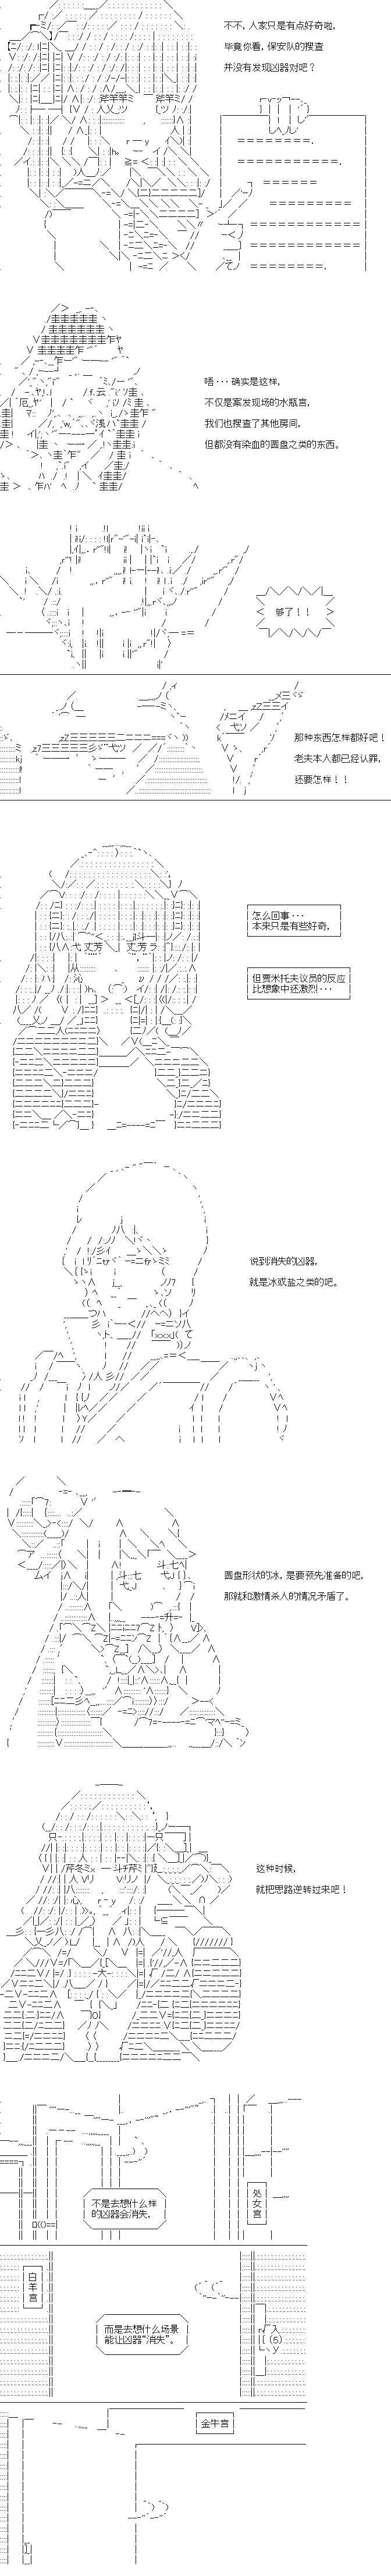 不不，人家只是有点好奇啦，
毕竟你看，保安队的搜查
并没有发现凶器对吧？
唔・・・确实是这样，
不仅是案发现场的水瓶宫，
我们也搜查了其他房间，
但都没有染血的圆盘之类的东西。
够了！！
那种东西怎样都好吧！
老夫本人都已经认罪，
还要怎样！！
怎么回事・・・
本来只是有些好奇，
但贾米托夫议员的反应
比想象中还激烈・・・
说到消失的凶器，
就是冰或盐之类的吧。
圆盘形状的冰，是要预先准备的吧，
那就和激情杀人的情况矛盾了。
这种时候，
就把思路逆转过来吧！
处女宫
不是去想什么样
的凶器会消失，
白羊宫
而是去想什么场景
能让凶器“消失”。
金牛宫